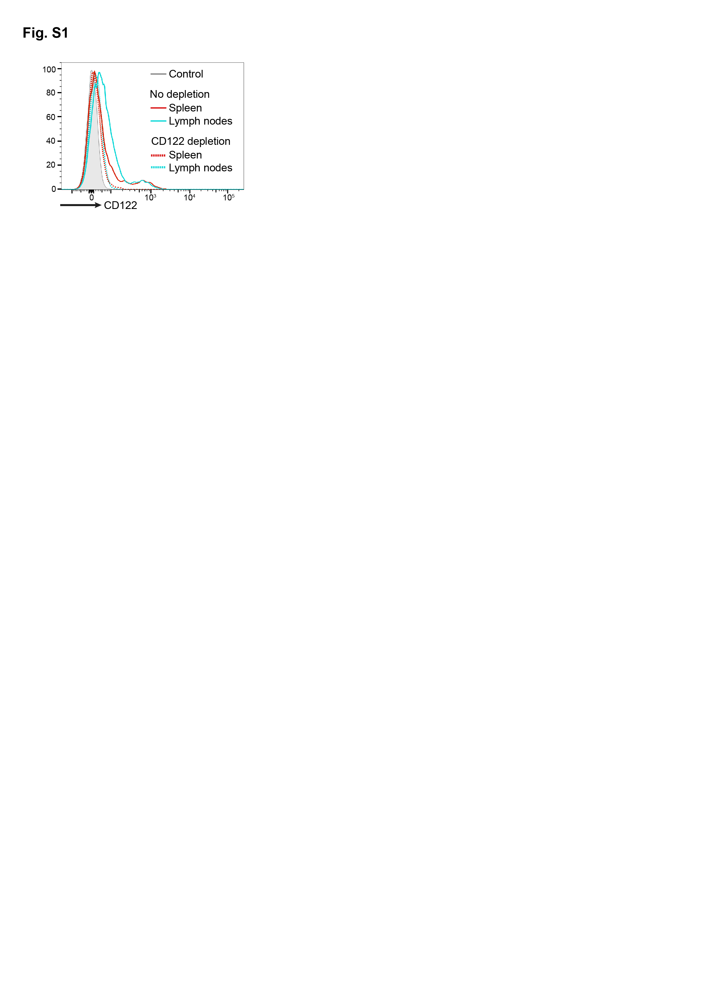 Fig. S1
100
80
60
40
20
0
Control
No depletion
Spleen
Lymph nodes
CD122 depletion
Spleen
Lymph nodes
0 10³ 10⁴ 10⁵
CD122